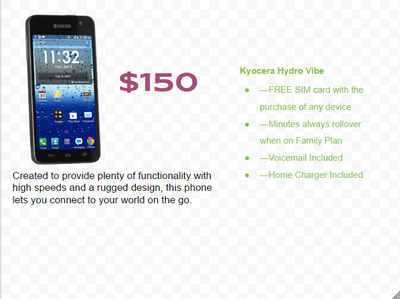 KYOCERA
11:32
$150
Kyocera Hydro Vibe
● —FREE SIM card with the
purchase of any device
● —Minutes always rollover
when on Family Plan
● —Voicemail Included
● —Home Charger Included
Created to provide plenty of functionality with
high speeds and a rugged design, this phone
lets you connect to your world on the go.